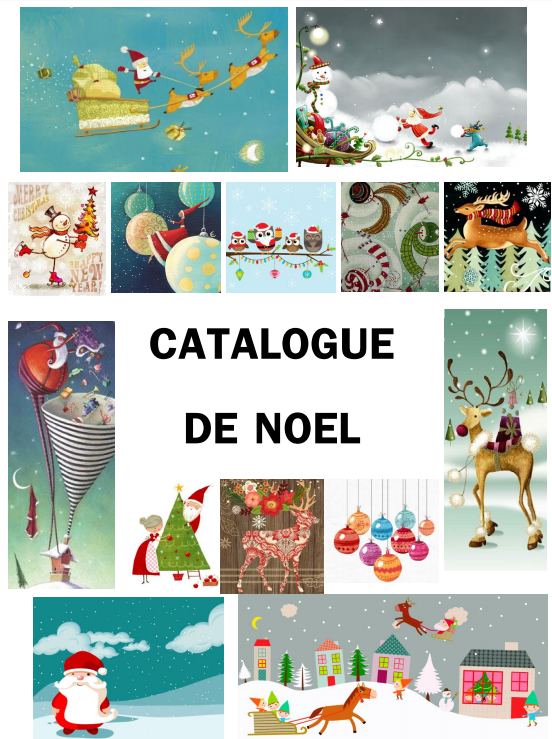 MERRY
CHRISTMAS
HAPPY
NEW
YEAR!
CATALOGUE
DE NOEL